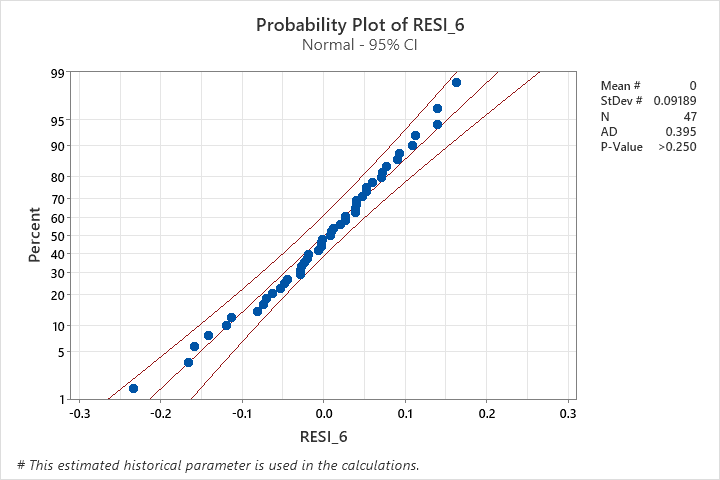 Probability Plot of RESI_6
Normal - 95% CI
Mean # 0
StDev # 0.09189
N 47
AD 0.395
P-Value >0.250
Percent
99
95
90
80
70
60
50
40
30
20
10
5
1
-0.3 -0.2 -0.1 0.0 0.1 0.2 0.3
RESI_6
# This estimated historical parameter is used in the calculations.